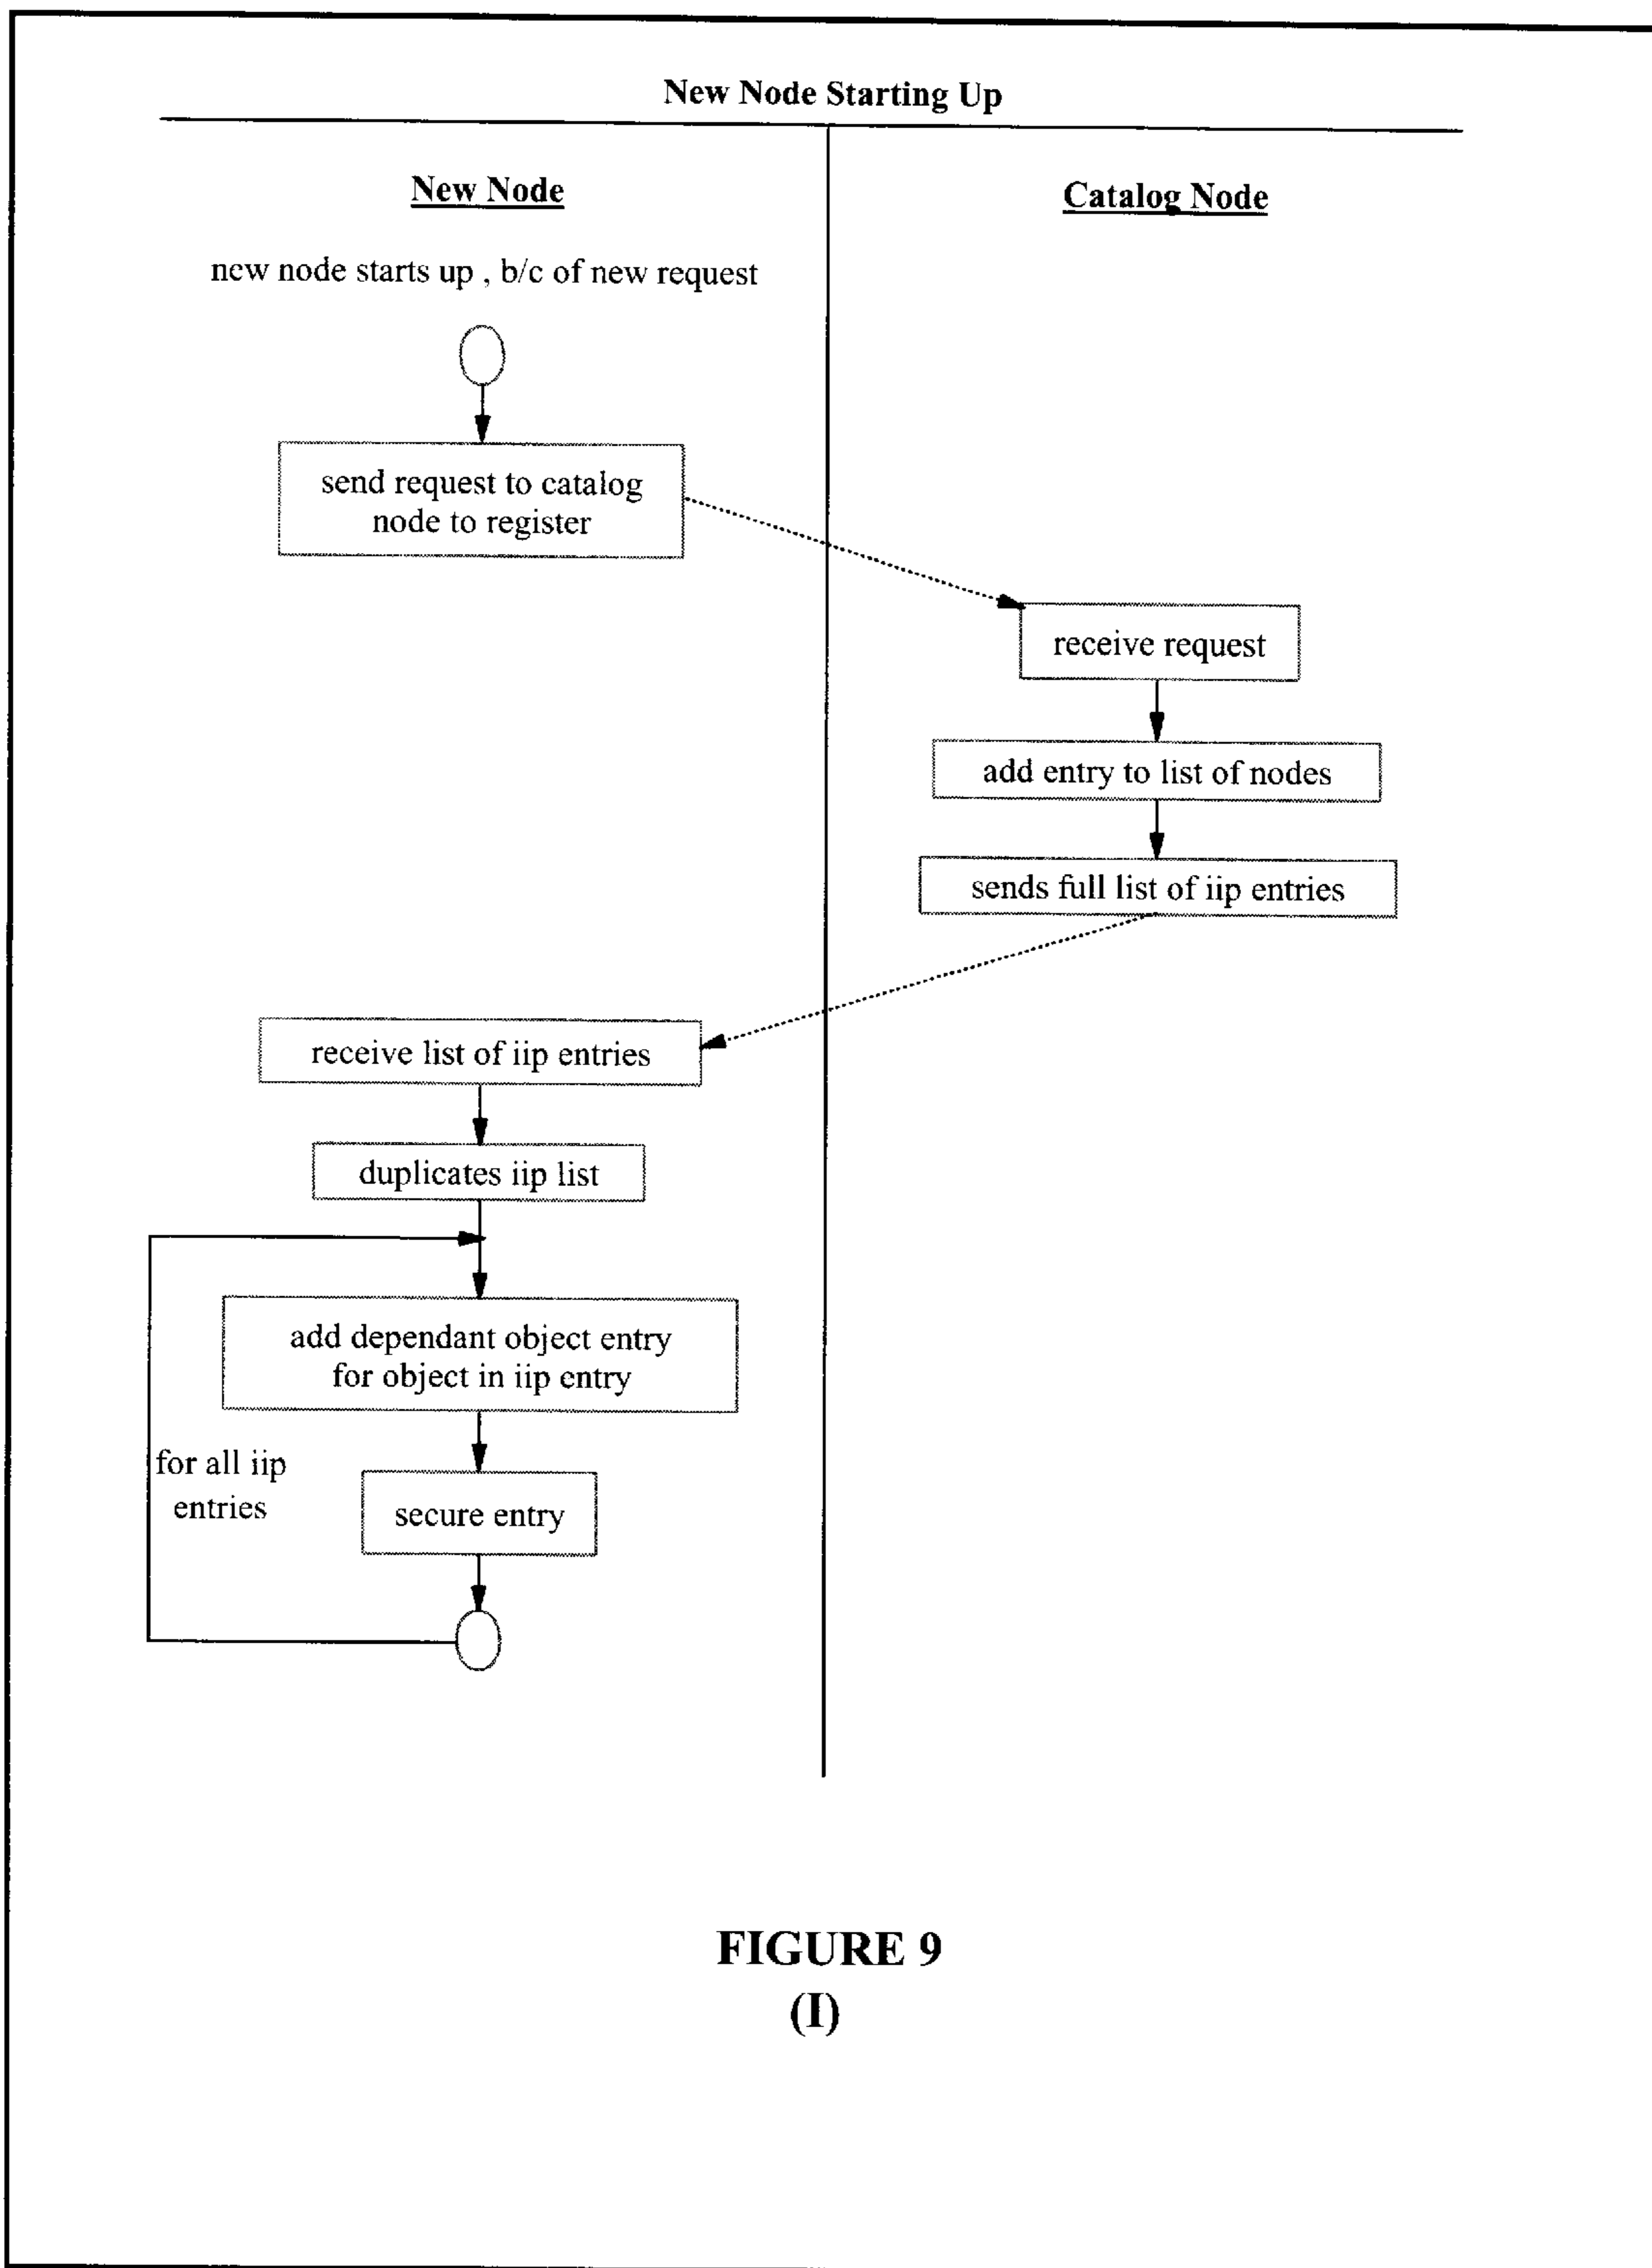 New Node Starting Up
New Node
Catalog Node
new node starts up , b/c of new request
send request to catalog
node to register
receive request
add entry to list of nodes
sends full list of iip entries
receive list of iip entries
duplicates iip list
add dependant object entry
for object in iip entry
for all iip
entries
secure entry
FIGURE 9
(I)